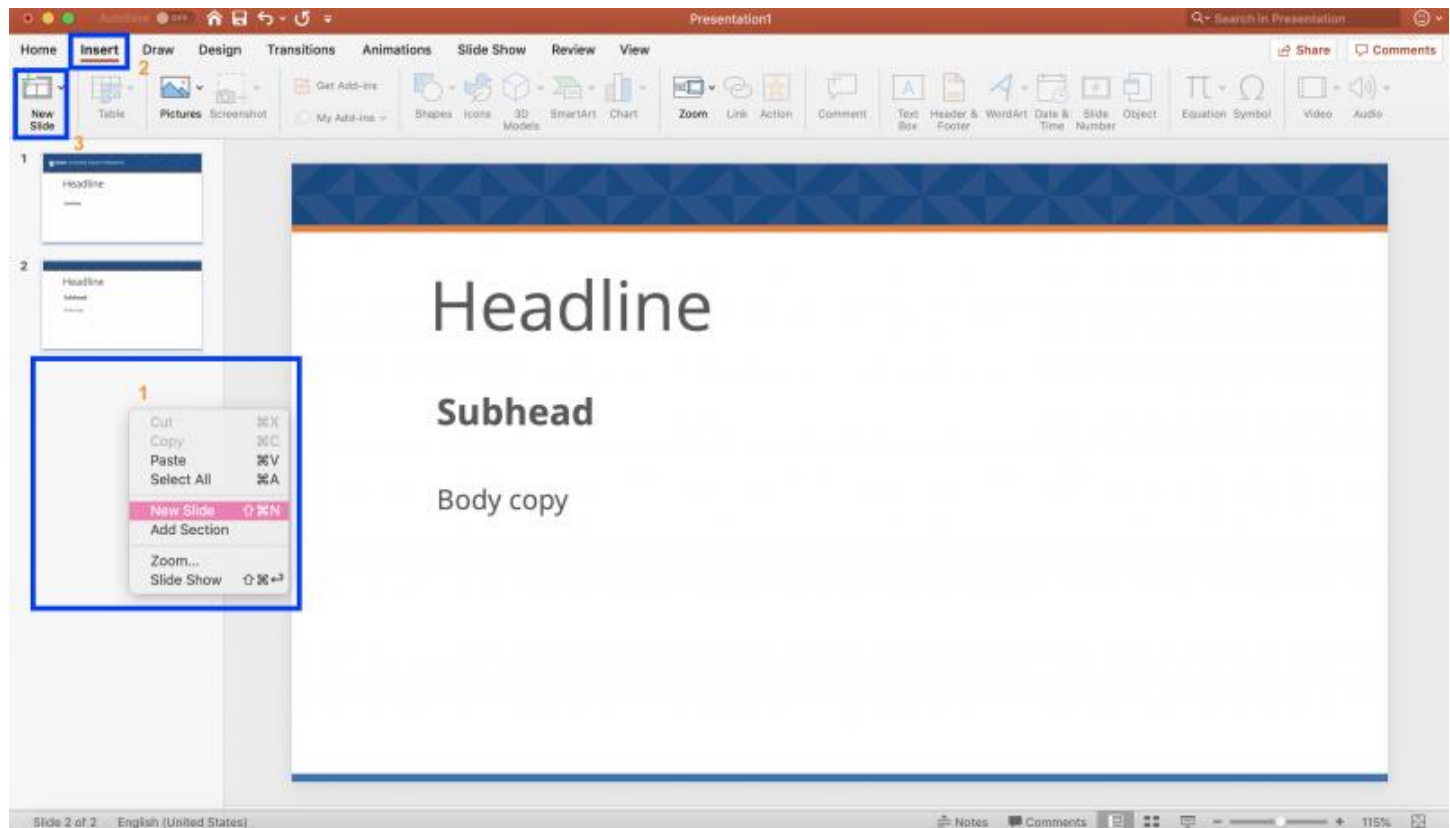 AutoSave OFF Presentation1 Search in Presentation
Home Insert Draw Design Transitions Animations Slide Show Review View Share Comments
2
New Slide
Table
Pictures
Screenshot
Get Add-ins
My Add-ins
Shapes
Icons
3D Models
SmartArt
Chart
Zoom
Link
Action
Comment
Text Box
Header & Footer
WordArt
Date & Time
Slide Number
Object
Equation
Symbol
Video
Audio
3
1
Headline
2
Headline
Subhead
1
Cut ⌘X
Copy ⌘C
Paste ⌘V
Select All ⌘A
New Slide ⇧⌘N
Add Section
Zoom...
Slide Show ⇧⌘↩
Headline
Subhead
Body copy
Slide 2 of 2 English (United States) Notes Comments 115%